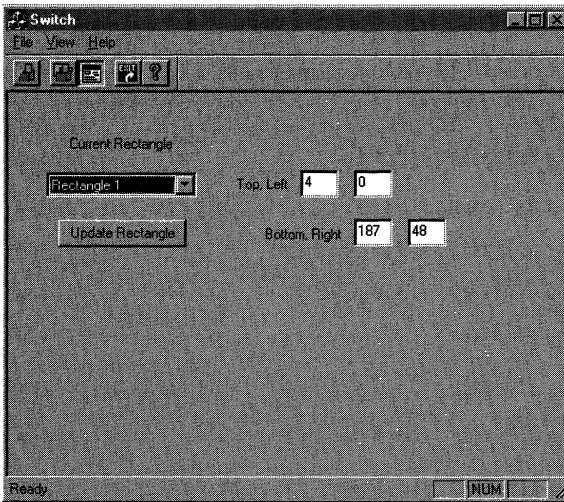 Switch
File View Help
EXIT ?
Current Rectangle
Rectangle 1
Top, Left 4 0
Update Rectangle
Bottom, Right 187 48
Ready NUM